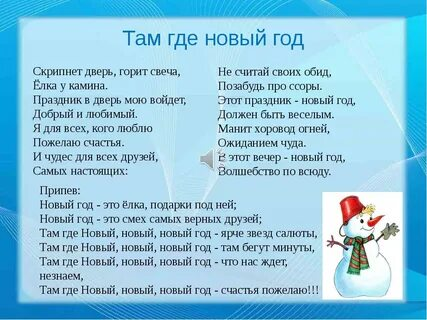 Там где новый год
Скрипнет дверь, горит свеча,
Ёлка у камина.
Праздник в дверь мою войдет,
Добрый и любимый.
Я для всех, кого люблю
Пожелаю счастья.
И чудес для всех друзей,
Самых настоящих:
Не считай своих обид,
Позабудь про ссоры.
Этот праздник - новый год,
Должен быть веселым.
Манит хоровод огней,
Ожиданием чуда.
В этот вечер - новый год,
Волшебство по всюду.
Припев:
Новый год - это ёлка, подарки под ней;
Новый год - это смех самых верных друзей;
Там где Новый, новый, новый год - ярче звезд салюты,
Там где Новый, новый, новый год - там бегут минуты,
Там где Новый, новый, новый год - что нас ждет,
незнаем,
Там где Новый, новый, новый год - счастья пожелаю!!!